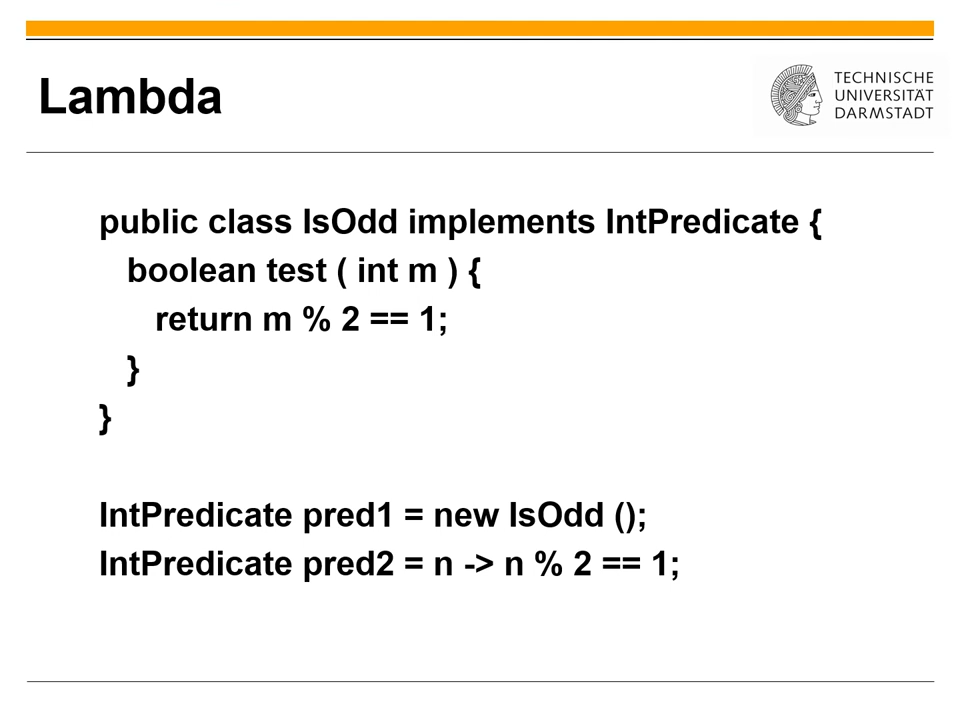 Lambda
TECHNISCHE
UNIVERSITÄT
DARMSTADT
public class IsOdd implements IntPredicate {
boolean test ( int m ) {
return m % 2 == 1;
}
}
IntPredicate pred1 = new IsOdd ();
IntPredicate pred2 = n -> n % 2 == 1;